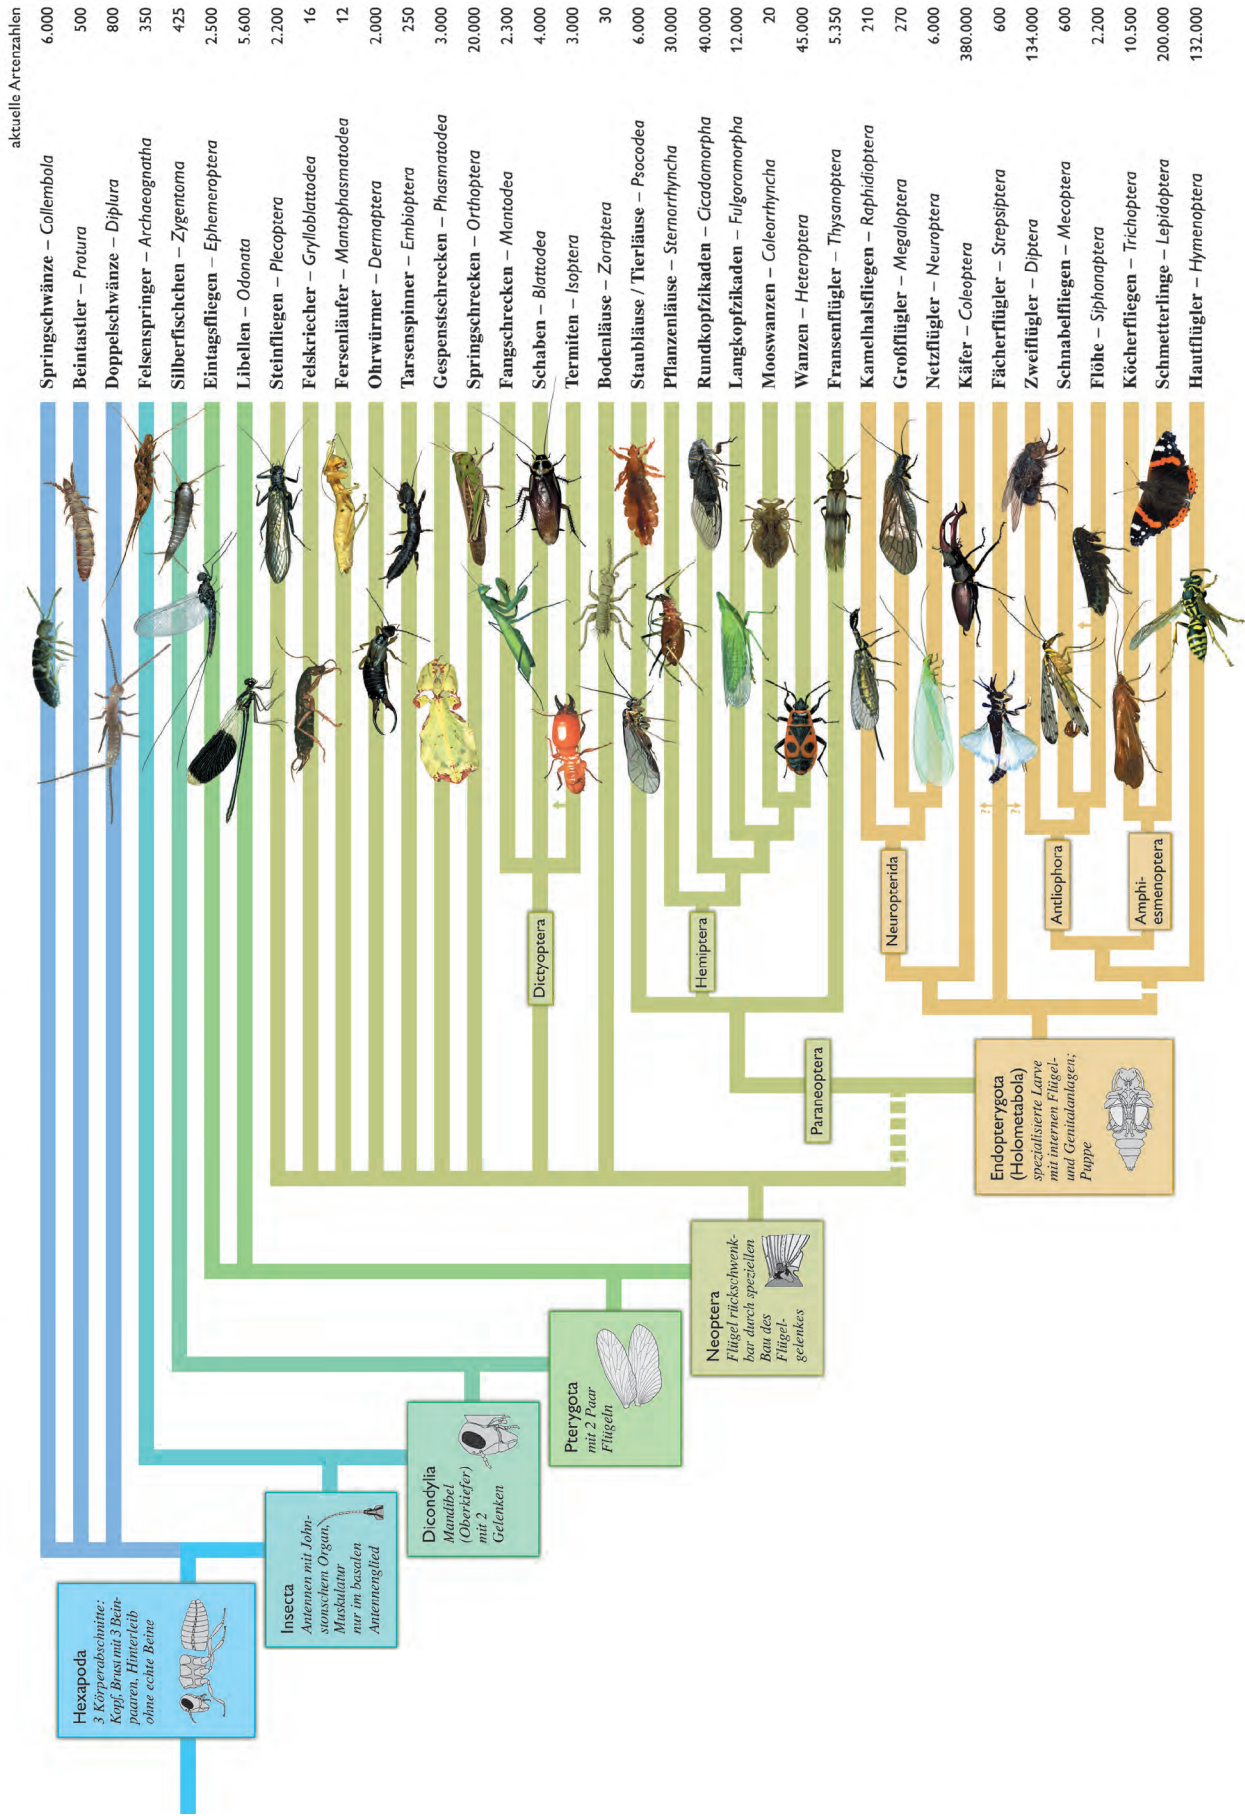 aktuelle Artenzahlen
Springschwänze – Collembola 6.000
Beintastler – Protura 500
Doppelschwänze – Diplura 800
Felsenspringer – Archaeognatha 350
Silberfischchen – Zygentoma 425
Eintagsfliegen – Ephemeroptera 2.500
Libellen – Odonata 5.600
Steinfliegen – Plecoptera 2.200
Felskriecher – Grylloblattodea 16
Fersenläufer – Mantophasmatodea 12
Ohrwürmer – Dermaptera 2.000
Tarsenspinner – Embioptera 250
Gespenstschrecken – Phasmatodea 3.000
Springschrecken – Orthoptera 20.000
Fangschrecken – Mantodea 2.300
Schaben – Blattodea 4.000
Termiten – Isoptera 3.000
Bodenläuse – Zoraptera 30
Staubläuse / Tierläuse – Psocodea 6.000
Pflanzenläuse – Sternorrhyncha 30.000
Rundkopfzikaden – Cicadomorpha 40.000
Langkopfzikaden – Fulgoromorpha 12.000
Mooswanzen – Coleorrhyncha 20
Wanzen – Heteroptera 45.000
Fransenflügler – Thysanoptera 5.350
Kamelhalsfliegen – Raphidioptera 210
Großflügler – Megaloptera 270
Netzflügler – Neuroptera 6.000
Käfer – Coleoptera 380.000
Fächerflügler – Strepsiptera 600
Zweiflügler – Diptera 134.000
Schnabelfliegen – Mecoptera 600
Flöhe – Siphonaptera 2.200
Köcherfliegen – Trichoptera 10.500
Schmetterlinge – Lepidoptera 200.000
Hautflügler – Hymenoptera 132.000
Hexapoda
3 Körperabschnitte:
Kopf, Brust mit 3 Bein-
paaren, Hinterleib
ohne echte Beine
Insecta
Antennen mit John-
stonschem Organ,
Muskulatur
nur im basalen
Antennenglied
Dicondylia
Mandibel
(Oberkiefer)
mit 2
Gelenken
Pterygota
mit 2 Paar
Flügeln
Neoptera
Flügel rückschwenk-
bar durch speziellen
Bau des
Flügel-
gelenkes
Endopterygota
(Holometabola)
spezialisierte Larve
mit internen Flügel-
und Genitalanlagen;
Puppe
Paraneoptera
Dictyoptera
Hemiptera
Neuropterida
Antliophora
Amphi-
esmenoptera
?
?